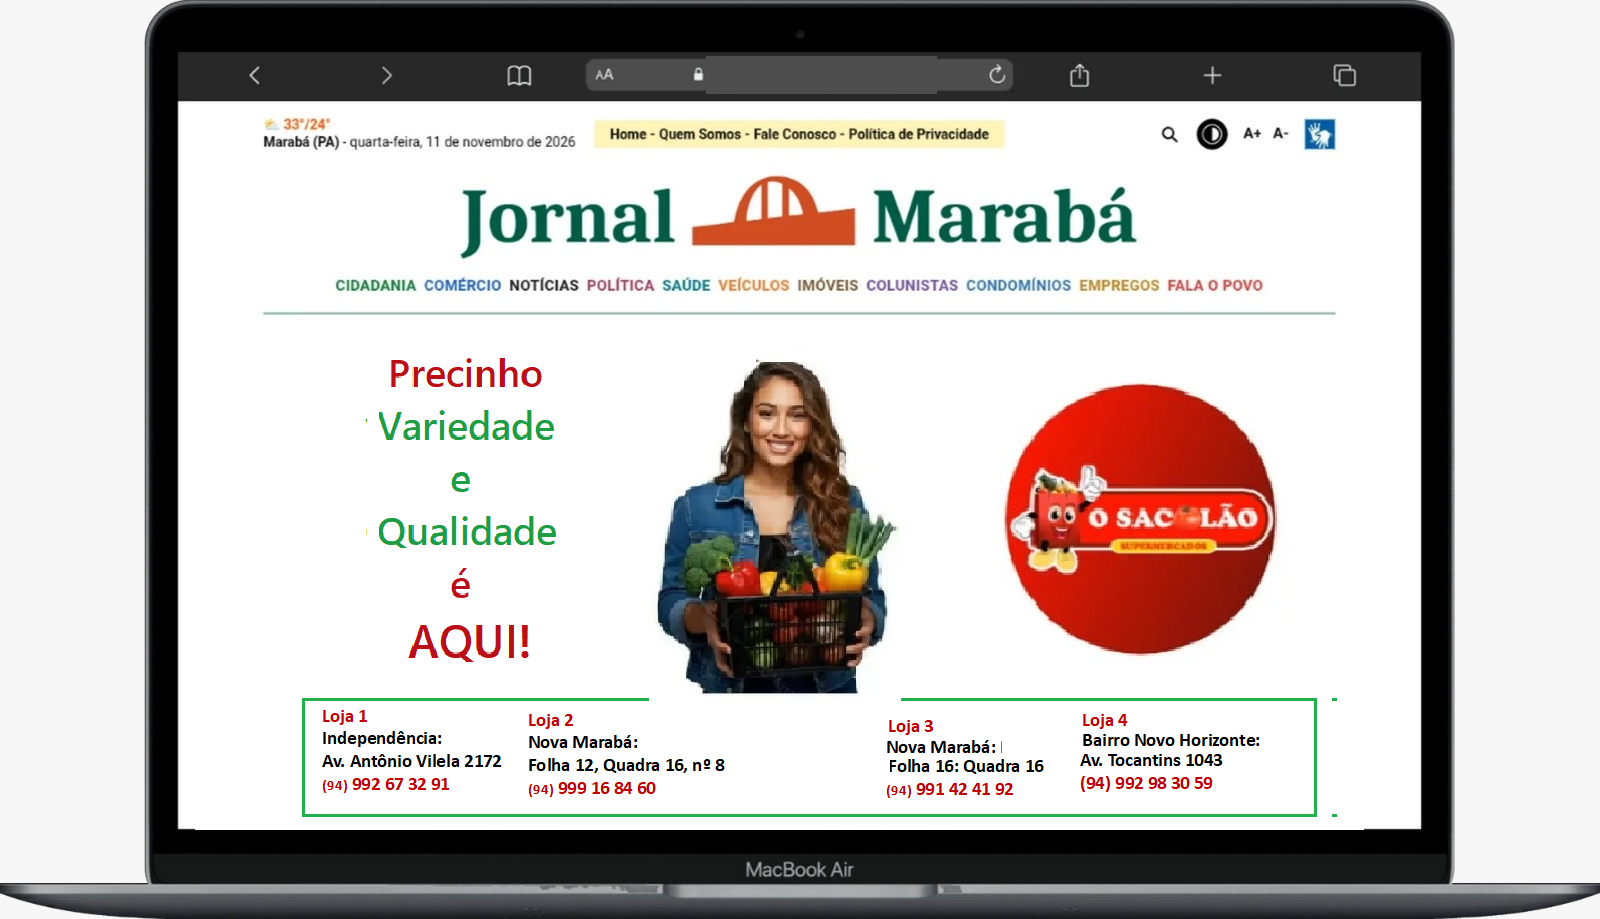 AA
33°/24°
Marabá (PA) - quarta-feira, 11 de novembro de 2026
Home - Quem Somos - Fale Conosco - Política de Privacidade
A+ A-
Jornal Marabá
CIDADANIA COMÉRCIO NOTÍCIAS POLÍTICA SAÚDE VEÍCULOS IMÓVEIS COLUNISTAS CONDOMÍNIOS EMPREGOS FALA O POVO
Precinho
Variedade
e
Qualidade
é
AQUI!
O SACOLÃO
SUPERMERCADOS
Loja 1
Independência:
Av. Antônio Vilela 2172
(94) 992 67 32 91
Loja 2
Nova Marabá:
Folha 12, Quadra 16, nº 8
(94) 999 16 84 60
Loja 3
Nova Marabá:
Folha 16: Quadra 16
(94) 991 42 41 92
Loja 4
Bairro Novo Horizonte:
Av. Tocantins 1043
(94) 992 98 30 59
MacBook Air